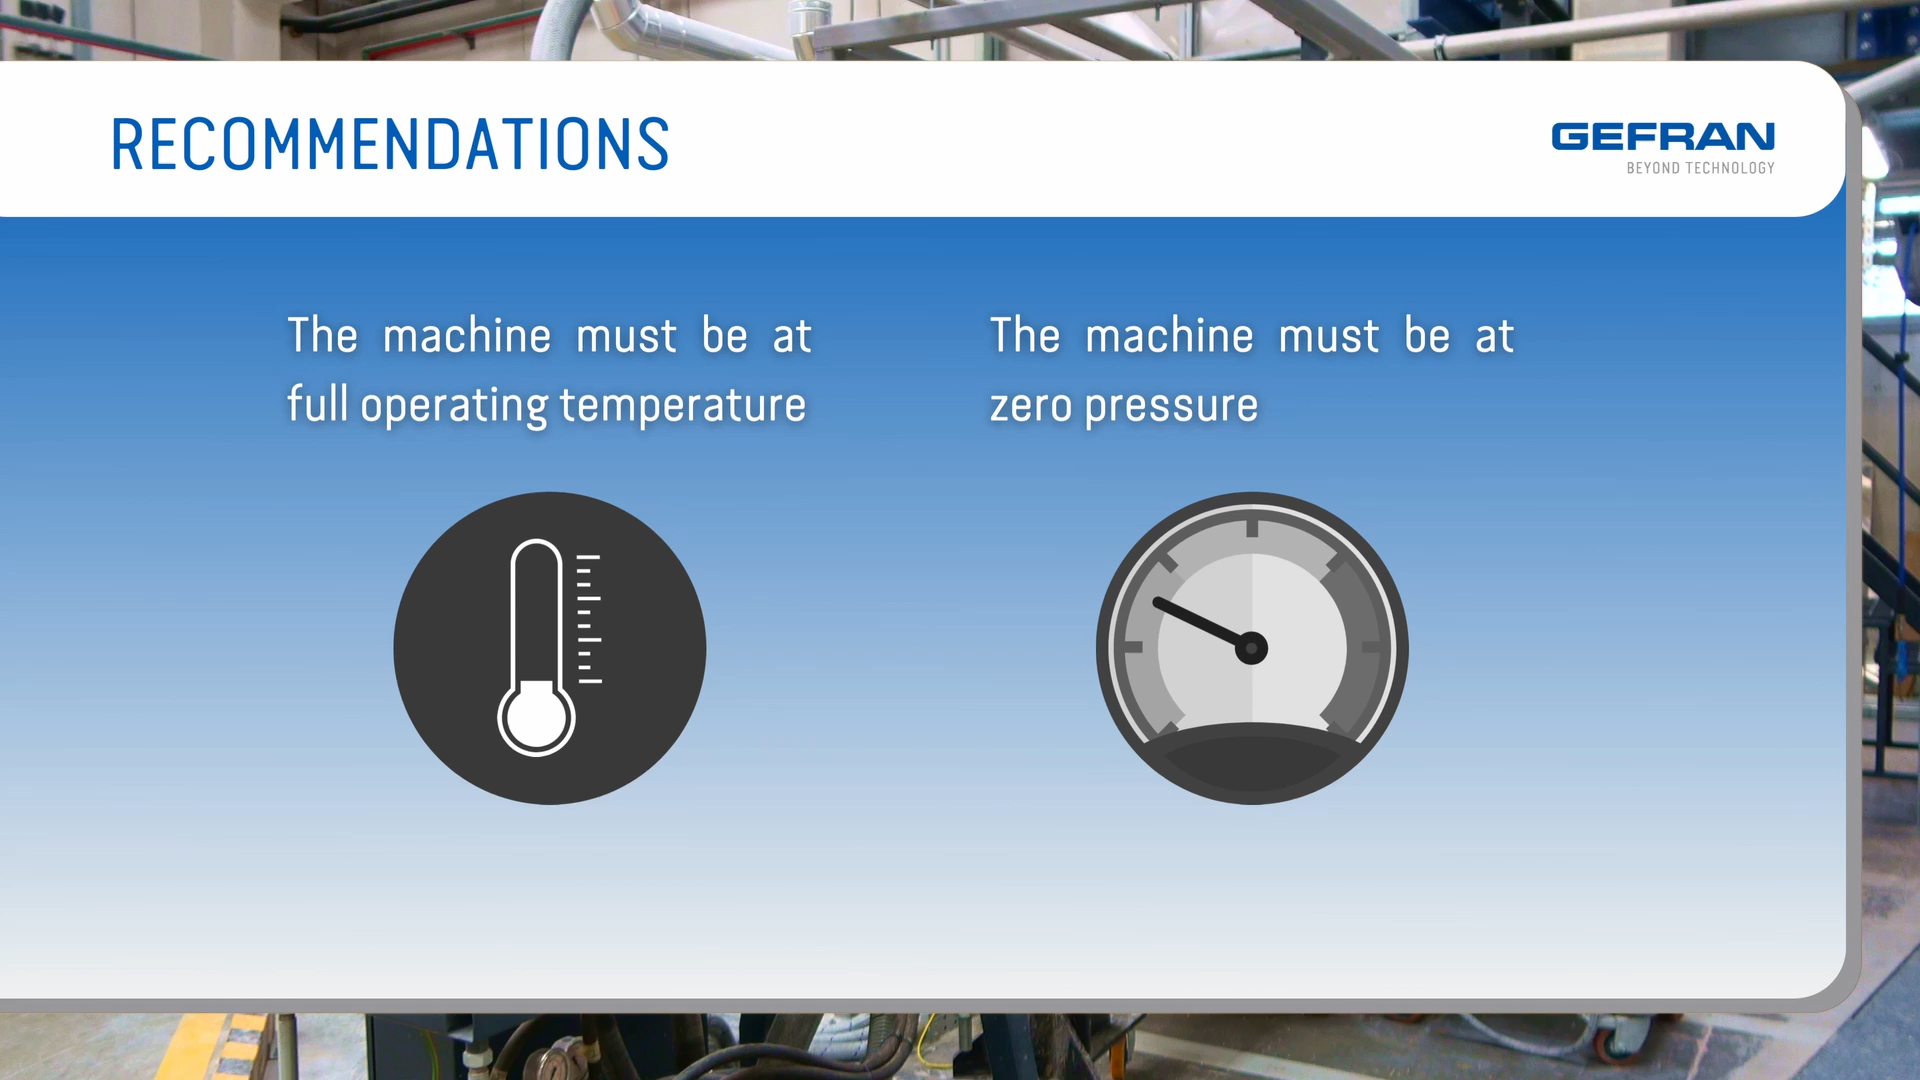 RECOMMENDATIONS
GEFRAN
BEYOND TECHNOLOGY
The machine must be at
full operating temperature
The machine must be at
zero pressure